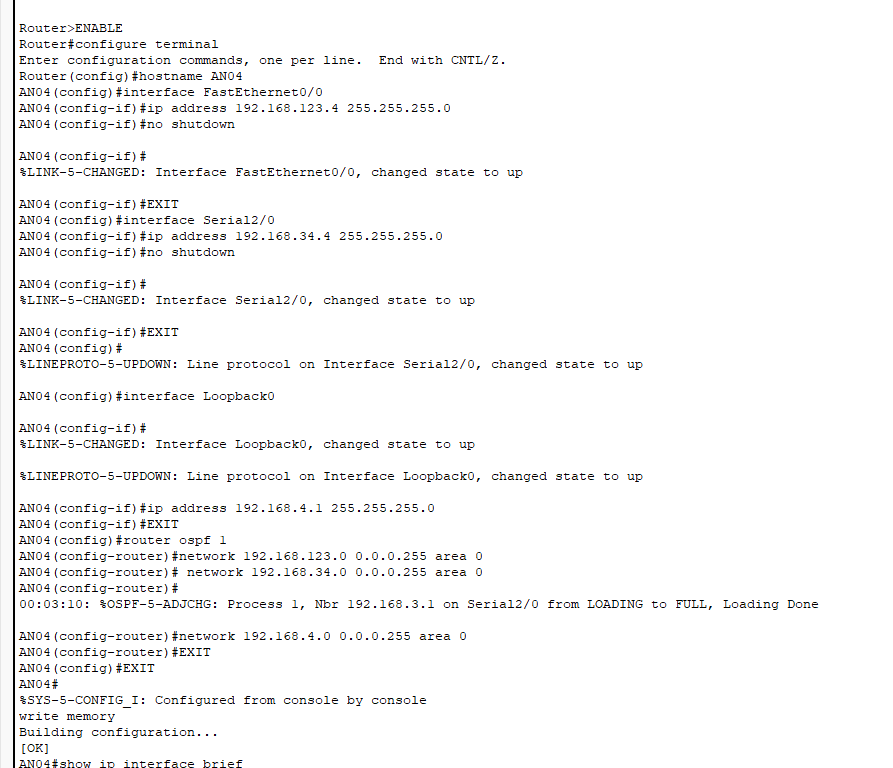 Router>ENABLE
Router#configure terminal
Enter configuration commands, one per line.  End with CNTL/Z.
Router(config)#hostname AN04
AN04(config)#interface FastEthernet0/0
AN04(config-if)#ip address 192.168.123.4 255.255.255.0
AN04(config-if)#no shutdown
AN04(config-if)#
%LINK-5-CHANGED: Interface FastEthernet0/0, changed state to up
AN04(config-if)#EXIT
AN04(config)#interface Serial2/0
AN04(config-if)#ip address 192.168.34.4 255.255.255.0
AN04(config-if)#no shutdown
AN04(config-if)#
%LINK-5-CHANGED: Interface Serial2/0, changed state to up
AN04(config-if)#EXIT
AN04(config)#
%LINEPROTO-5-UPDOWN: Line protocol on Interface Serial2/0, changed state to up
AN04(config)#interface Loopback0
AN04(config-if)#
%LINK-5-CHANGED: Interface Loopback0, changed state to up
%LINEPROTO-5-UPDOWN: Line protocol on Interface Loopback0, changed state to up
AN04(config-if)#ip address 192.168.4.1 255.255.255.0
AN04(config-if)#EXIT
AN04(config)#router ospf 1
AN04(config-router)#network 192.168.123.0 0.0.0.255 area 0
AN04(config-router)# network 192.168.34.0 0.0.0.255 area 0
AN04(config-router)#
00:03:10: %OSPF-5-ADJCHG: Process 1, Nbr 192.168.3.1 on Serial2/0 from LOADING to FULL, Loading Done
AN04(config-router)#network 192.168.4.0 0.0.0.255 area 0
AN04(config-router)#EXIT
AN04(config)#EXIT
AN04#
%SYS-5-CONFIG_I: Configured from console by console
write memory
Building configuration...
[OK]
AN04#show ip interface brief